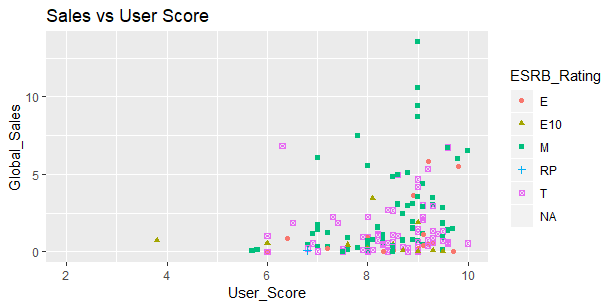 Sales vs User Score
Global_Sales
10
5
0
2
4
6
8
10
User_Score
ESRB_Rating
E
E10
M
RP
T
NA